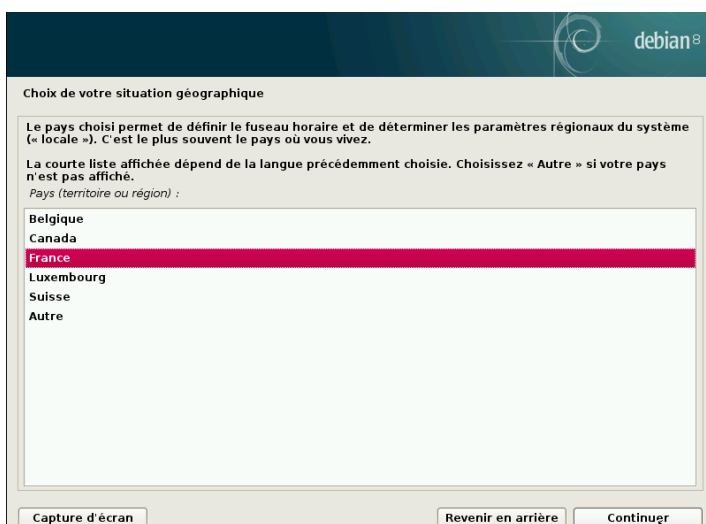 debian 8
Choix de votre situation géographique
Le pays choisi permet de définir le fuseau horaire et de déterminer les paramètres régionaux du système
(« locale »). C'est le plus souvent le pays où vous vivez.
La courte liste affichée dépend de la langue précédemment choisie. Choisissez « Autre » si votre pays
n'est pas affiché.
Pays (territoire ou région) :
Belgique
Canada
France
Luxembourg
Suisse
Autre
Capture d'écran
Revenir en arrière
Continuer